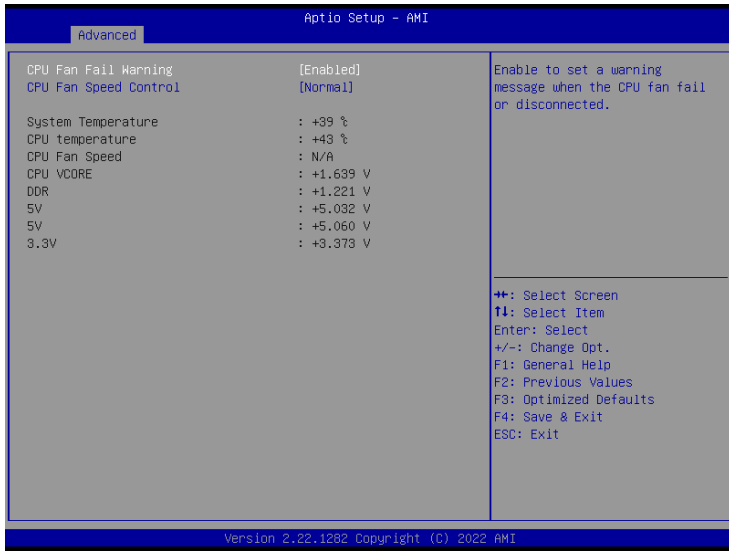 Aptio Setup – AMI
Advanced
CPU Fan Fail Warning [Enabled]
CPU Fan Speed Control [Normal]
System Temperature : +39 ℃
CPU temperature : +43 ℃
CPU Fan Speed : N/A
CPU VCORE : +1.639 V
DDR : +1.221 V
5V : +5.032 V
5V : +5.060 V
3.3V : +3.373 V
Enable to set a warning
message when the CPU fan fail
or disconnected.
→←: Select Screen
↑↓: Select Item
Enter: Select
+/-: Change Opt.
F1: General Help
F2: Previous Values
F3: Optimized Defaults
F4: Save & Exit
ESC: Exit
Version 2.22.1282 Copyright (C) 2022 AMI